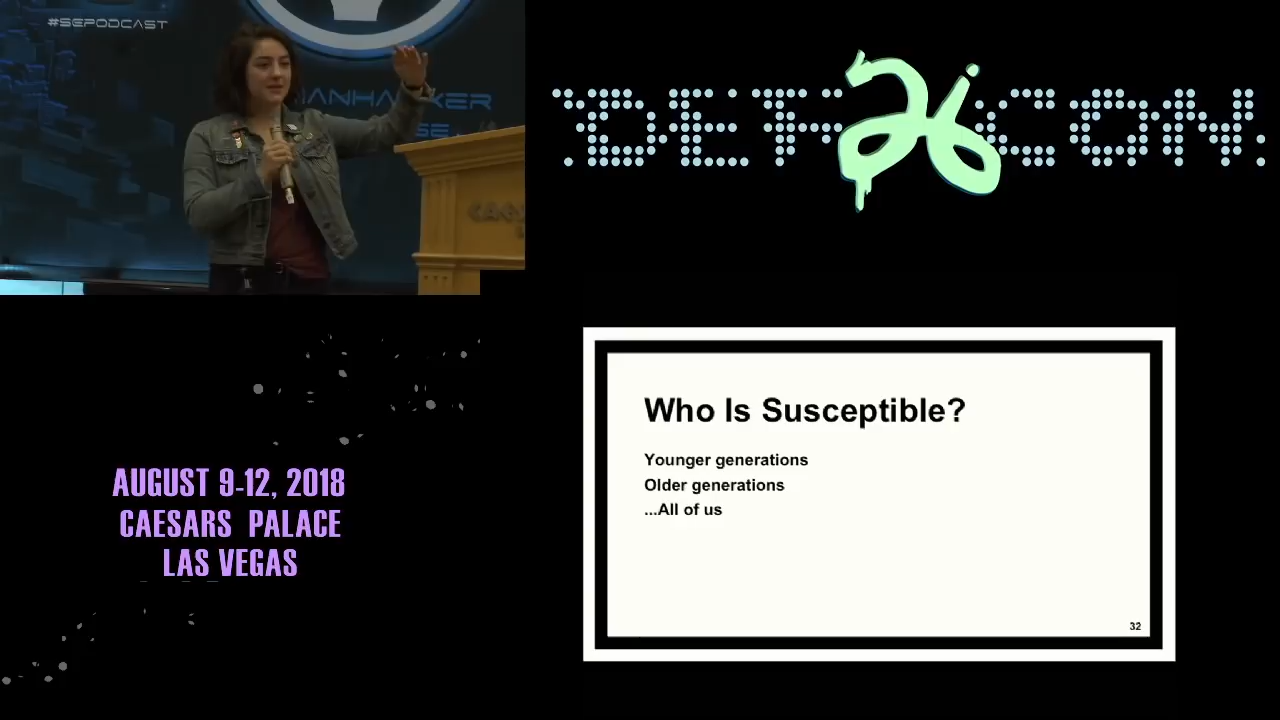 #SEPODCAST
DEF CON
26
AUGUST 9-12, 2018
CAESARS PALACE
LAS VEGAS
Who Is Susceptible?
Younger generations
Older generations
...All of us
32